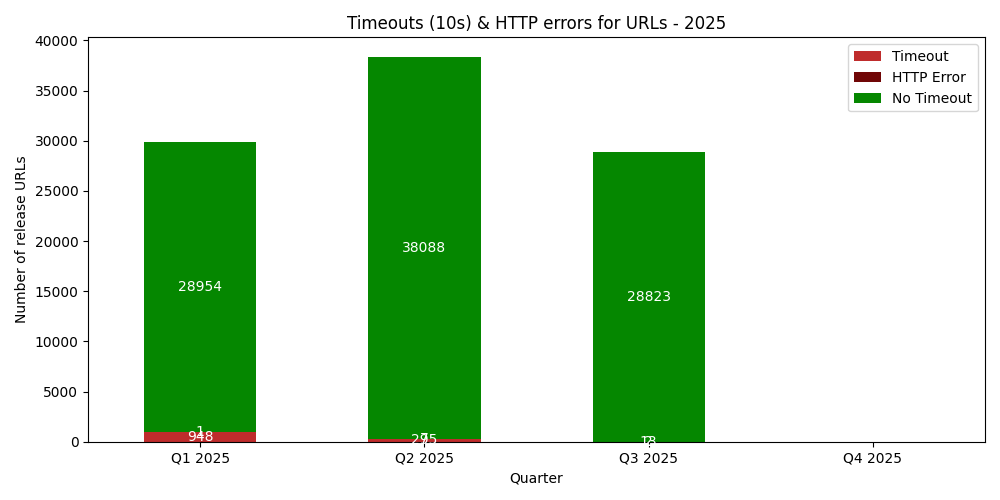 Timeouts (10s) & HTTP errors for URLs - 2025
Number of release URLs
40000
35000
30000
25000
20000
15000
10000
5000
0
Timeout
HTTP Error
No Timeout
28954
1
948
38088
295
28823
Q1 2025
Q2 2025
Q3 2025
Q4 2025
Quarter